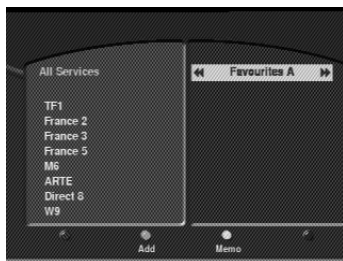 All Services
TF1
France 2
France 3
France 5
M6
ARTE
Direct 8
W9
Favourites A
Add
Memo